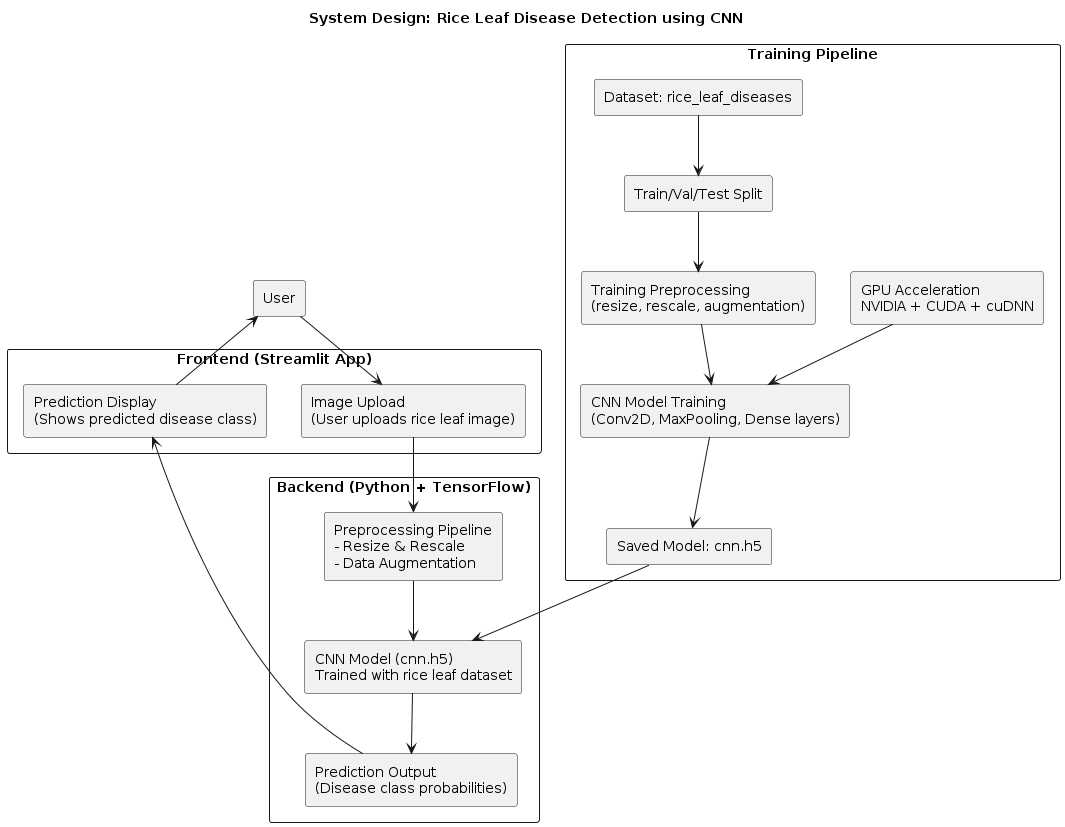 System Design: Rice Leaf Disease Detection using CNN
Training Pipeline
Dataset: rice_leaf_diseases
Train/Val/Test Split
Training Preprocessing
(resize, rescale, augmentation)
GPU Acceleration
NVIDIA + CUDA + cuDNN
CNN Model Training
(Conv2D, MaxPooling, Dense layers)
Saved Model: cnn.h5
User
Frontend (Streamlit App)
Prediction Display
(Shows predicted disease class)
Image Upload
(User uploads rice leaf image)
Backend (Python + TensorFlow)
Preprocessing Pipeline
- Resize & Rescale
- Data Augmentation
CNN Model (cnn.h5)
Trained with rice leaf dataset
Prediction Output
(Disease class probabilities)